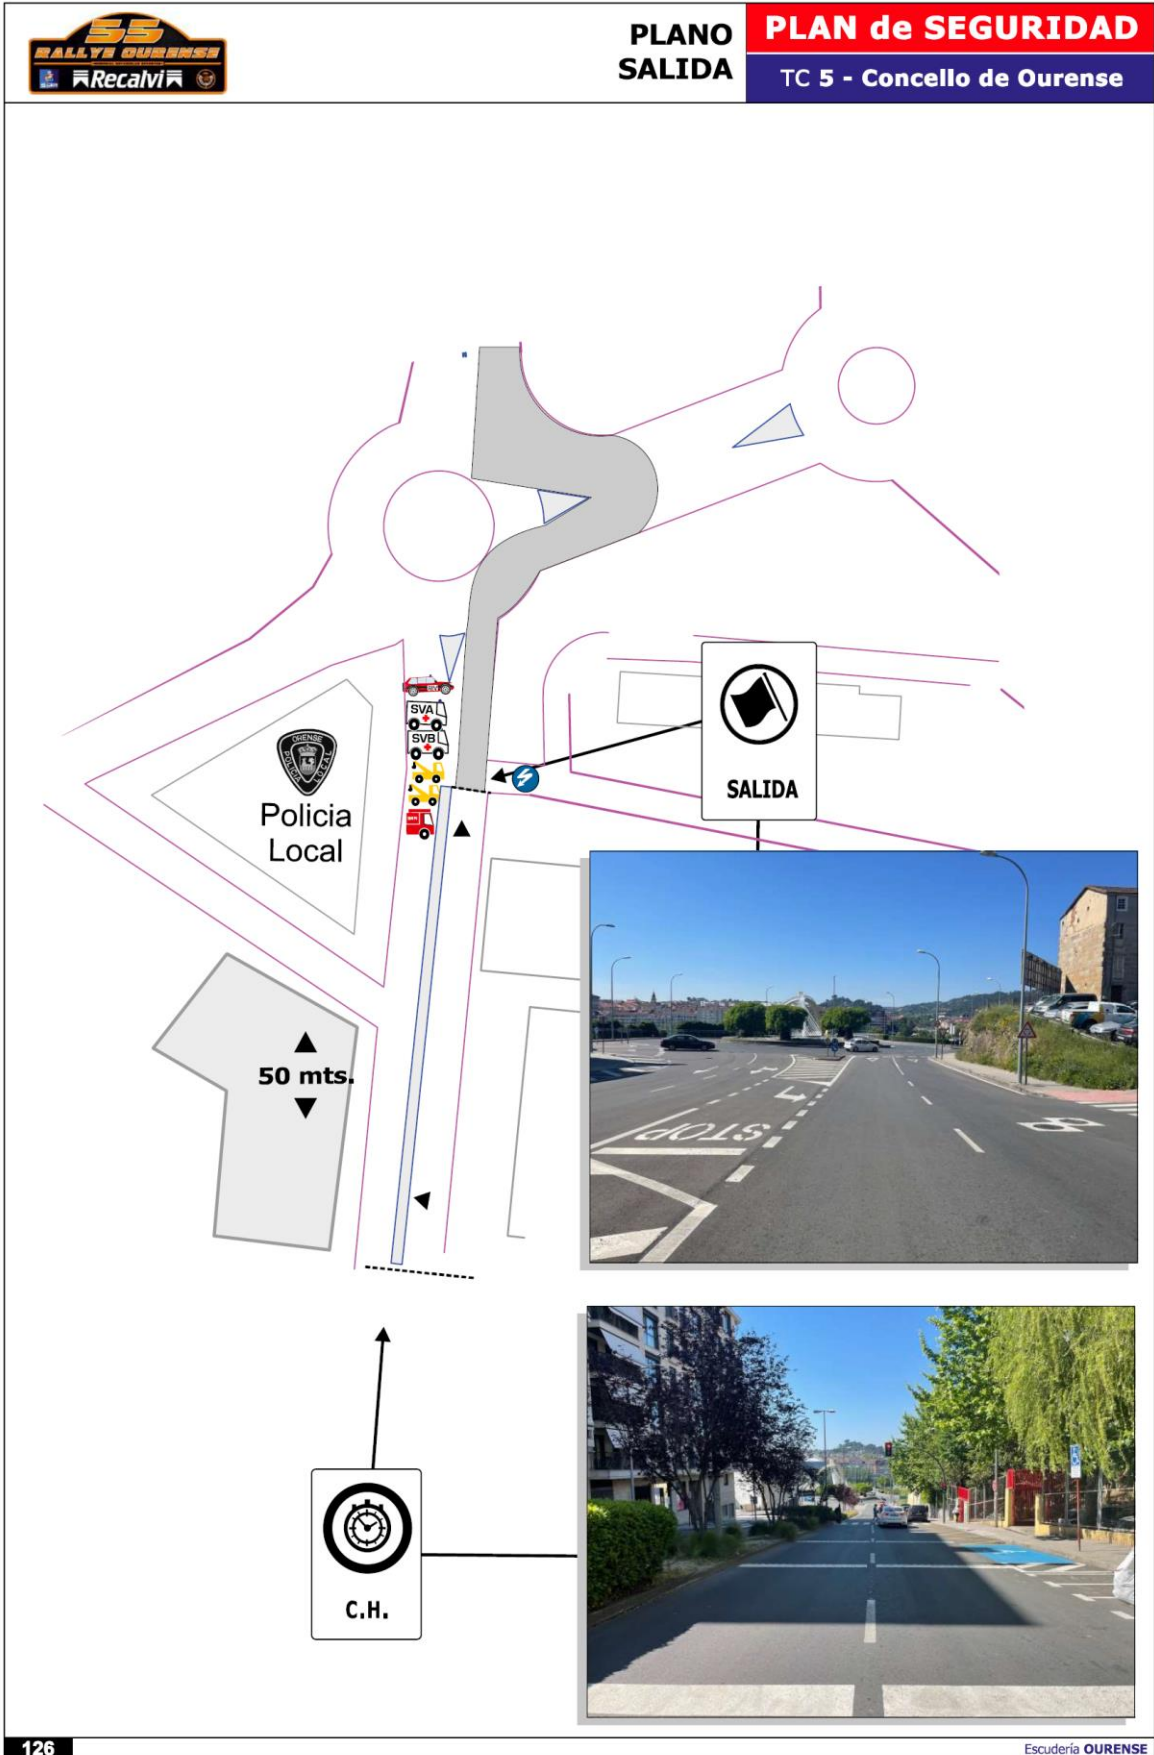 55
RALLYE OURENSE
Recalvi
PLANO
SALIDA
PLAN de SEGURIDAD
TC 5 - Concello de Ourense
SVA
SVB
ORENSE
POLICIA
LOCAL
Policia
Local
SALIDA
50 mts.
STOP
C.H.
126
Escudería OURENSE